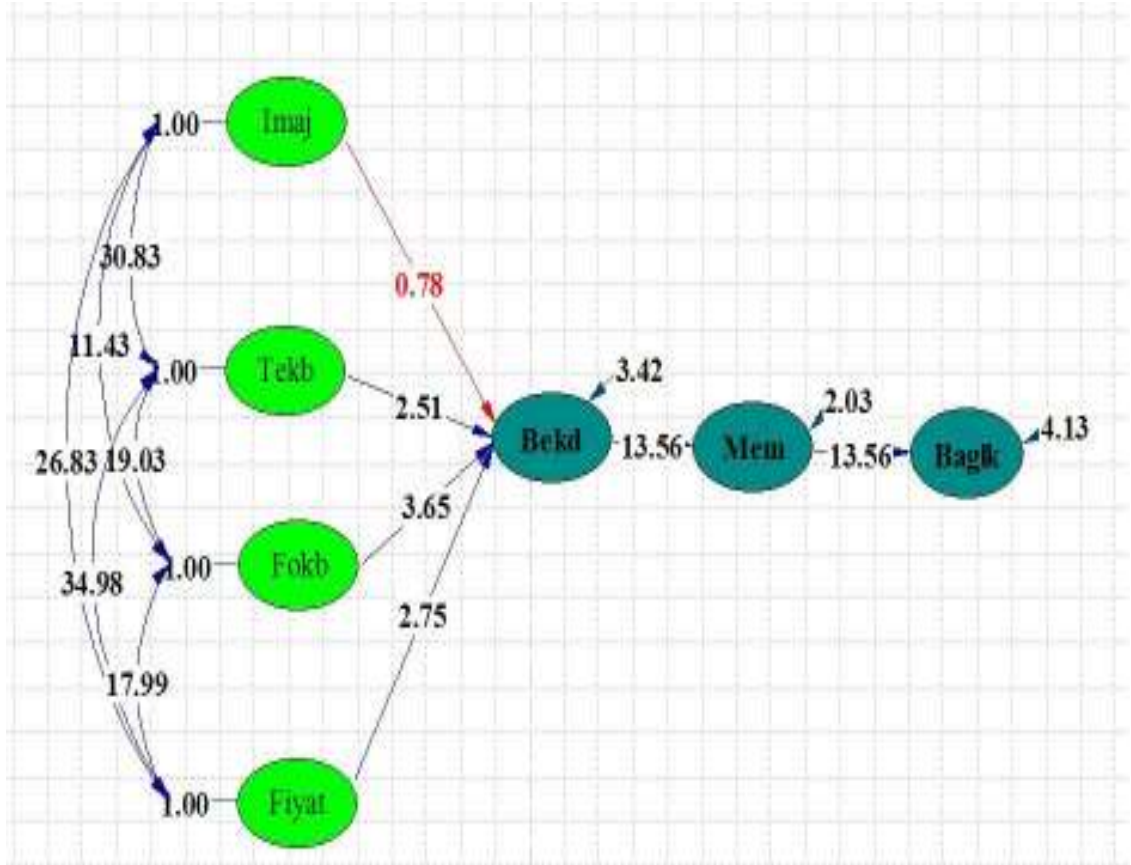 1.00 Imaj
30.83
0.78
11.43
1.00 Tekb
3.42
2.51
2.03
Bekd 13.56 Mem 13.56 Baglk 4.13
26.83 19.03
3.65
1.00 Fokb
34.98
2.75
17.99
1.00 Fiyat